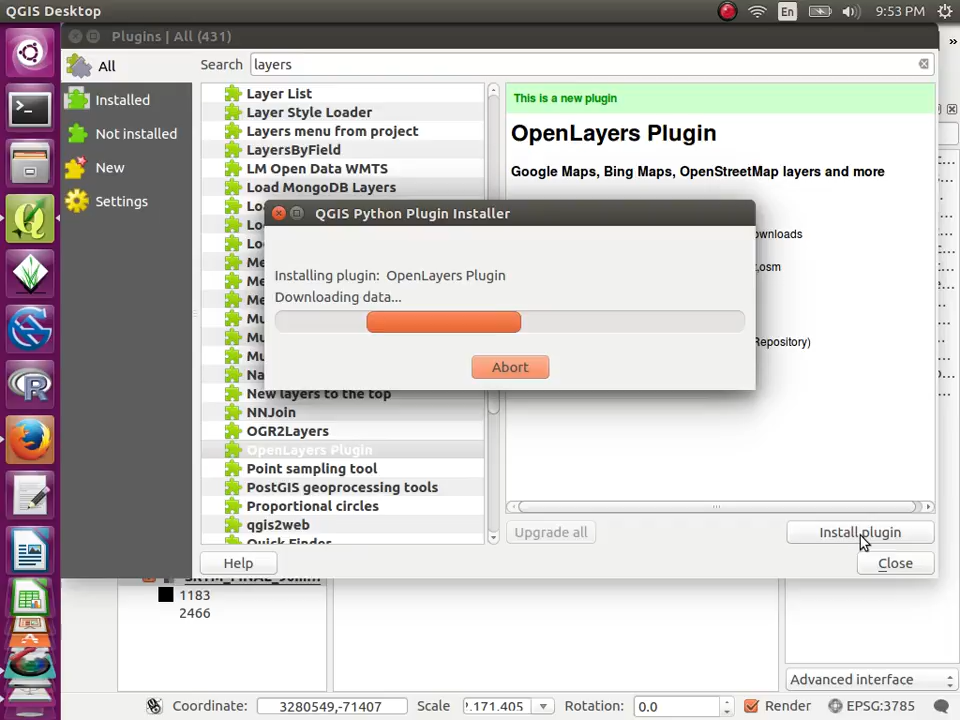 QGIS Desktop
En
9:53 PM
Plugins | All (431)
All
Search
layers
Installed
Not installed
New
Settings
Layer List
Layer Style Loader
Layers menu from project
LayersByField
LM Open Data WMTS
Load MongoDB Layers
This is a new plugin
OpenLayers Plugin
Google Maps, Bing Maps, OpenStreetMap layers and more
QGIS Python Plugin Installer
Installing plugin: OpenLayers Plugin
Downloading data...
Abort
Repository)
New layers to the top
NNJoin
OGR2Layers
OpenLayers Plugin
Point sampling tool
PostGIS geoprocessing tools
Proportional circles
qgis2web
Quick Finder
Upgrade all
Install plugin
Help
Close
1183
2466
Advanced interface
Coordinate:
3280549,-71407
Scale
2.171.405
Rotation:
0.0
Render
EPSG:3785